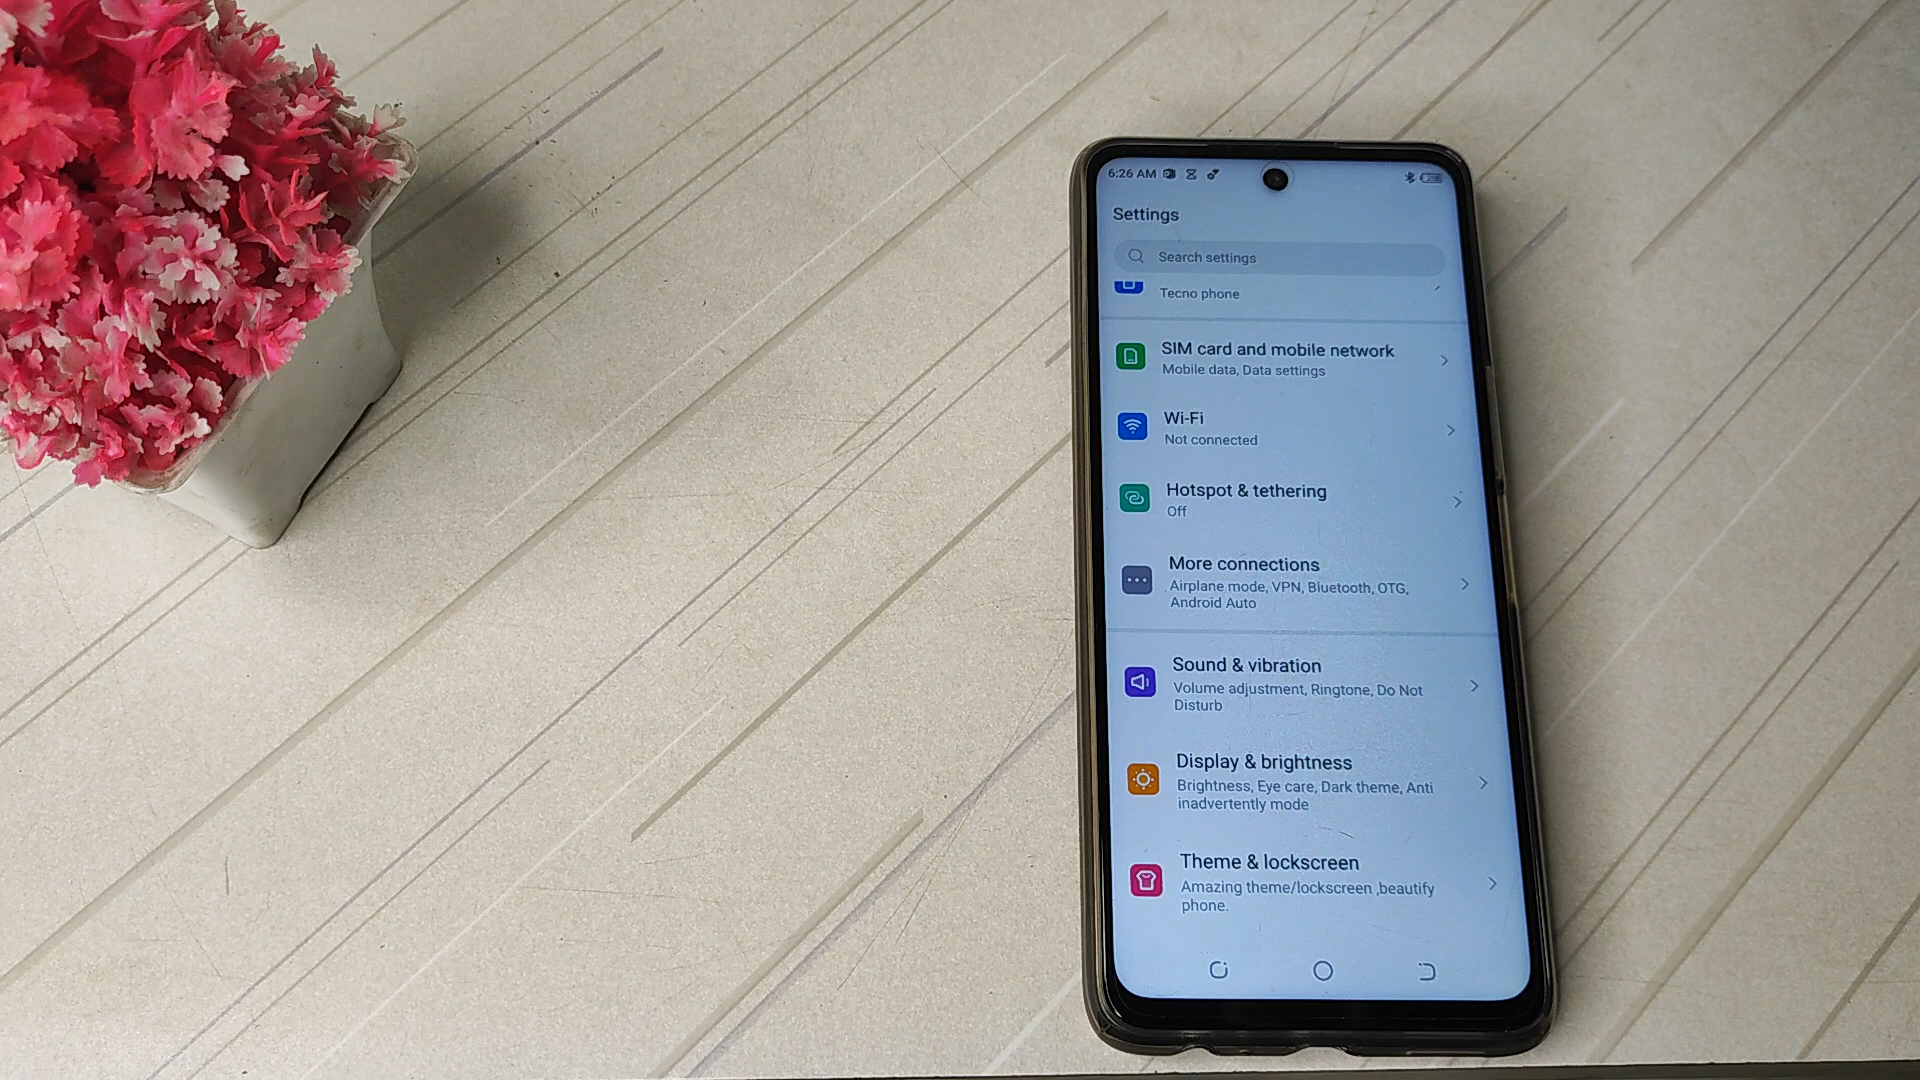 6:26 AM
Settings
Search settings
Tecno phone
SIM card and mobile network
Mobile data, Data settings
Wi-Fi
Not connected
Hotspot & tethering
Off
More connections
Airplane mode, VPN, Bluetooth, OTG,
Android Auto
Sound & vibration
Volume adjustment, Ringtone, Do Not
Disturb
Display & brightness
Brightness, Eye care, Dark theme, Anti
inadvertently mode
Theme & lockscreen
Amazing theme/lockscreen ,beautify
phone.